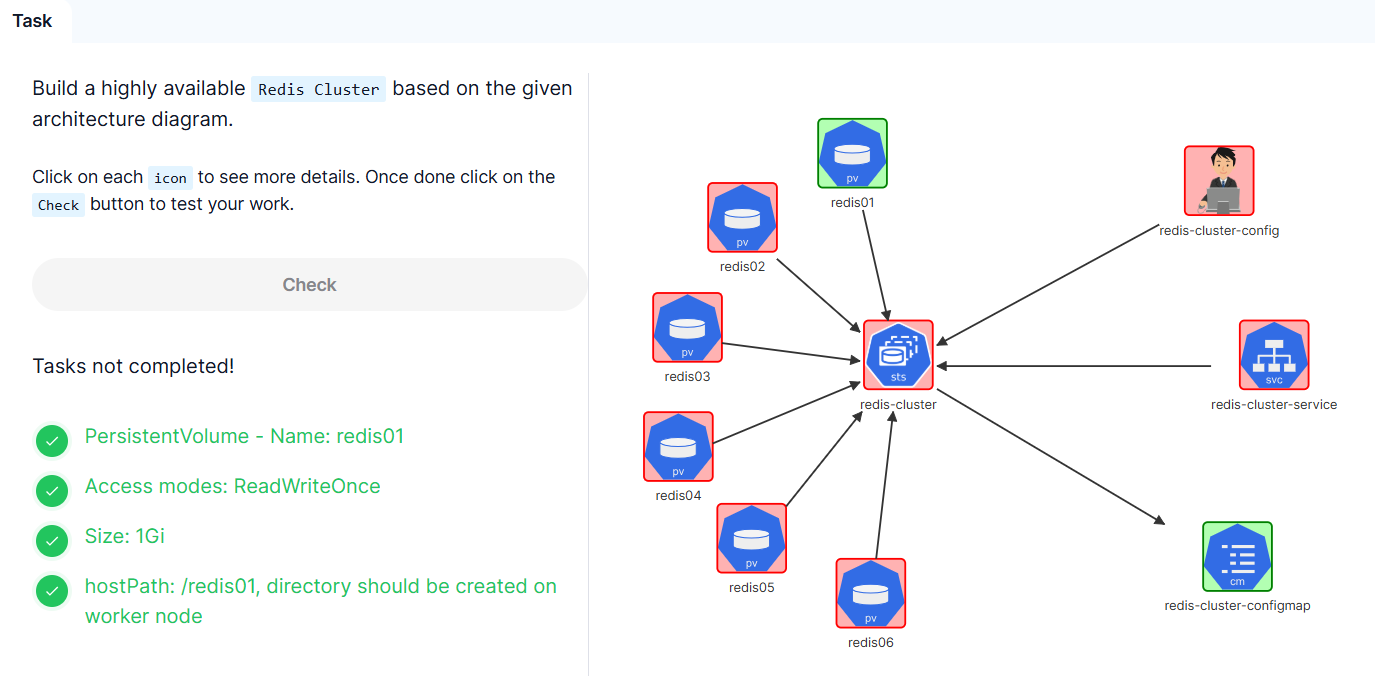 Task
Build a highly available Redis Cluster based on the given
architecture diagram.
Click on each icon to see more details. Once done click on the
Check button to test your work.
Check
Tasks not completed!
PersistentVolume - Name: redis01
Access modes: ReadWriteOnce
Size: 1Gi
hostPath: /redis01, directory should be created on
worker node
pv
redis01
pv
redis02
pv
redis03
pv
redis04
pv
redis05
pv
redis06
sts
redis-cluster
redis-cluster-config
svc
redis-cluster-service
cm
redis-cluster-configmap